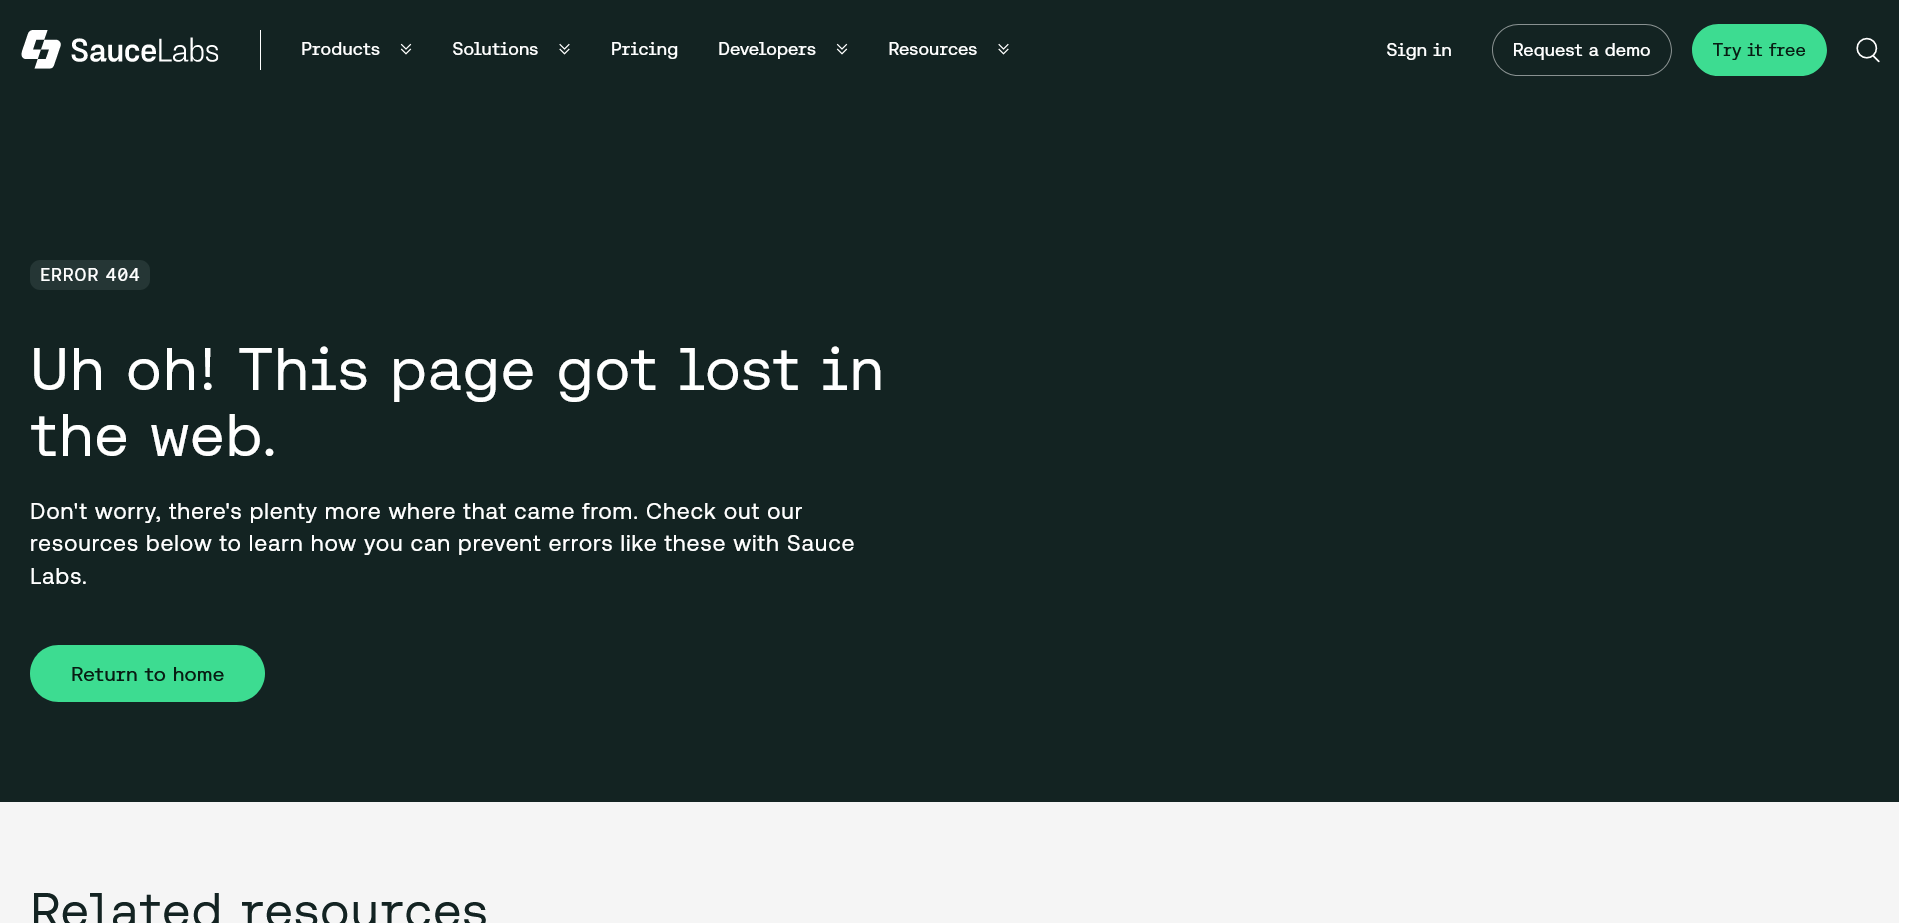 SauceLabs
Products
Solutions
Pricing
Developers
Resources
Sign in
Request a demo
Try it free
ERROR 404
Uh oh! This page got lost in
the web.
Don't worry, there's plenty more where that came from. Check out our
resources below to learn how you can prevent errors like these with Sauce
Labs.
Return to home
Related resources